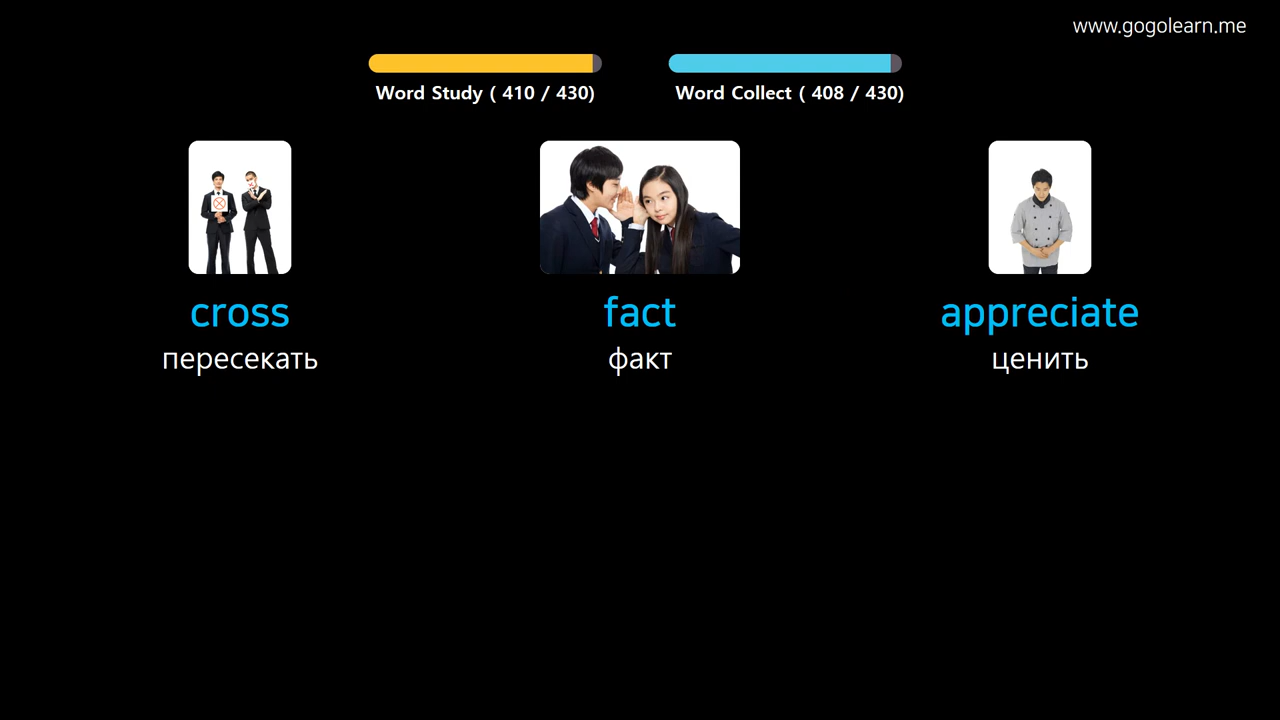 www.gogolearn.me
Word Study ( 410 / 430)
Word Collect ( 408 / 430)
cross
пересекать
fact
факт
appreciate
ценить